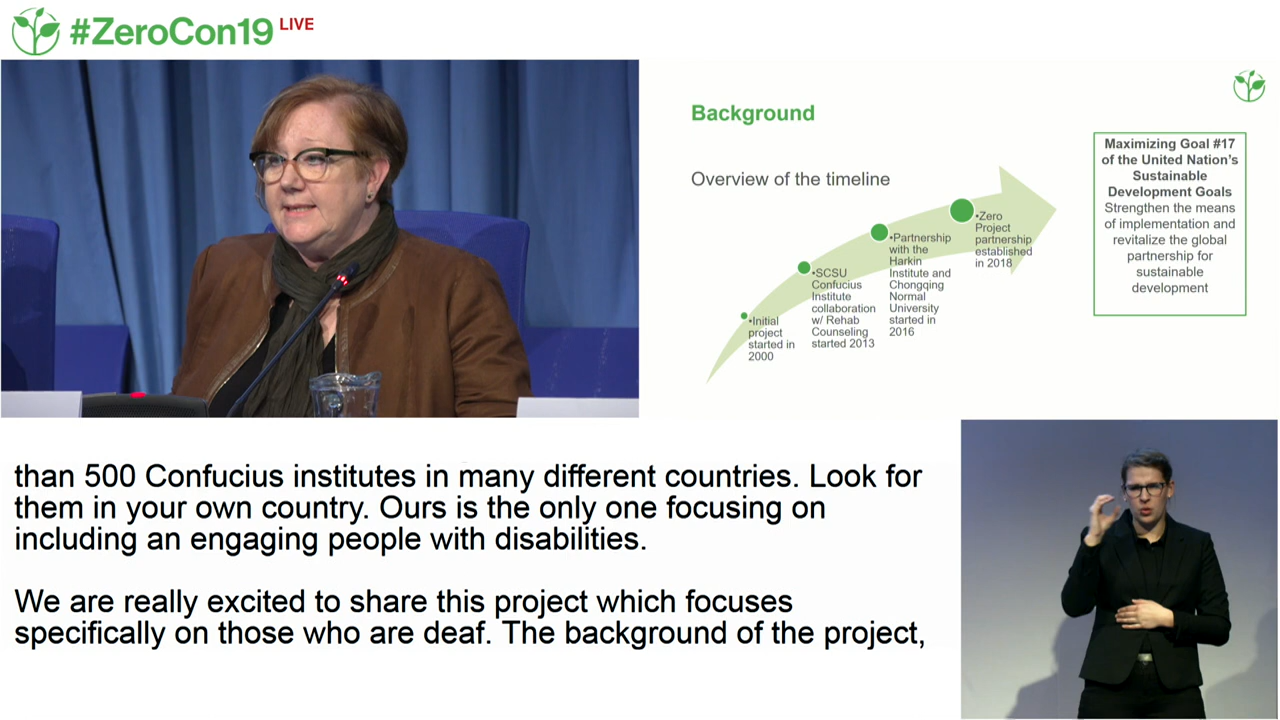 #ZeroCon19 LIVE
Background
Overview of the timeline
•Initial
project
started in
2000
•SCSU
Confucius
Institute
collaboration
w/ Rehab
Counseling
started 2013
•Partnership
with the
Harkin
Institute and
Chongqing
Normal
University
started in
2016
•Zero
Project
partnership
established
in 2018
Maximizing Goal #17
of the United Nation's
Sustainable
Development Goals
Strengthen the means
of implementation and
revitalize the global
partnership for
sustainable
development
than 500 Confucius institutes in many different countries. Look for
them in your own country. Ours is the only one focusing on
including an engaging people with disabilities.
We are really excited to share this project which focuses
specifically on those who are deaf. The background of the project,